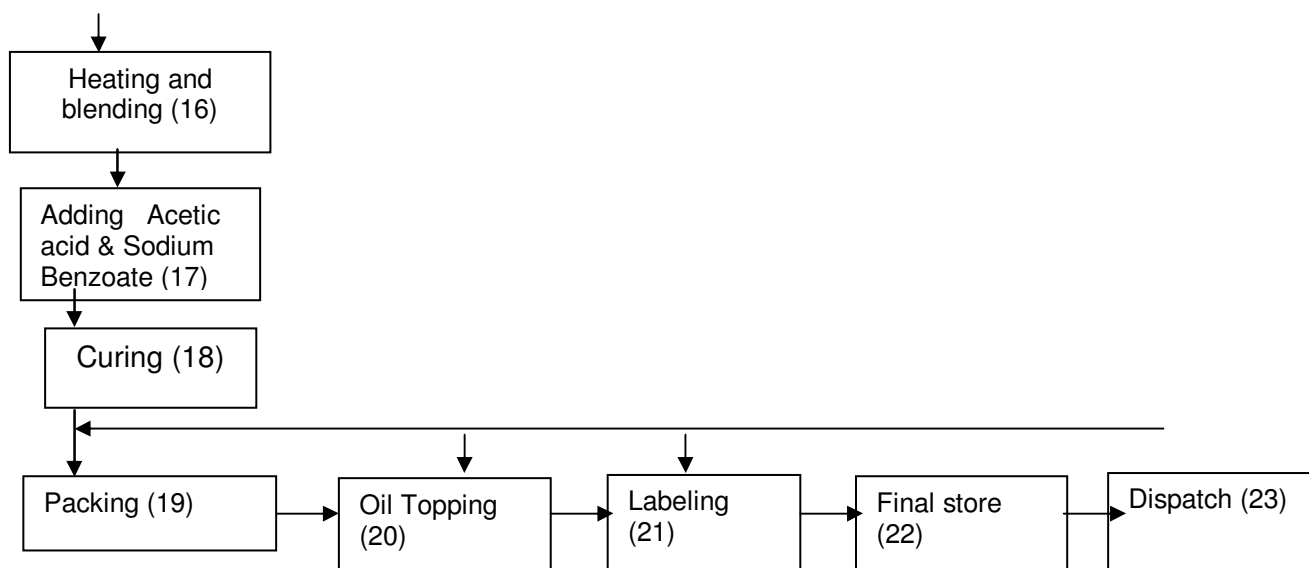 Heating and
blending (16)
Adding Acetic
acid & Sodium
Benzoate (17)
Curing (18)
Packing (19)
Oil Topping
(20)
Labeling
(21)
Final store
(22)
Dispatch (23)